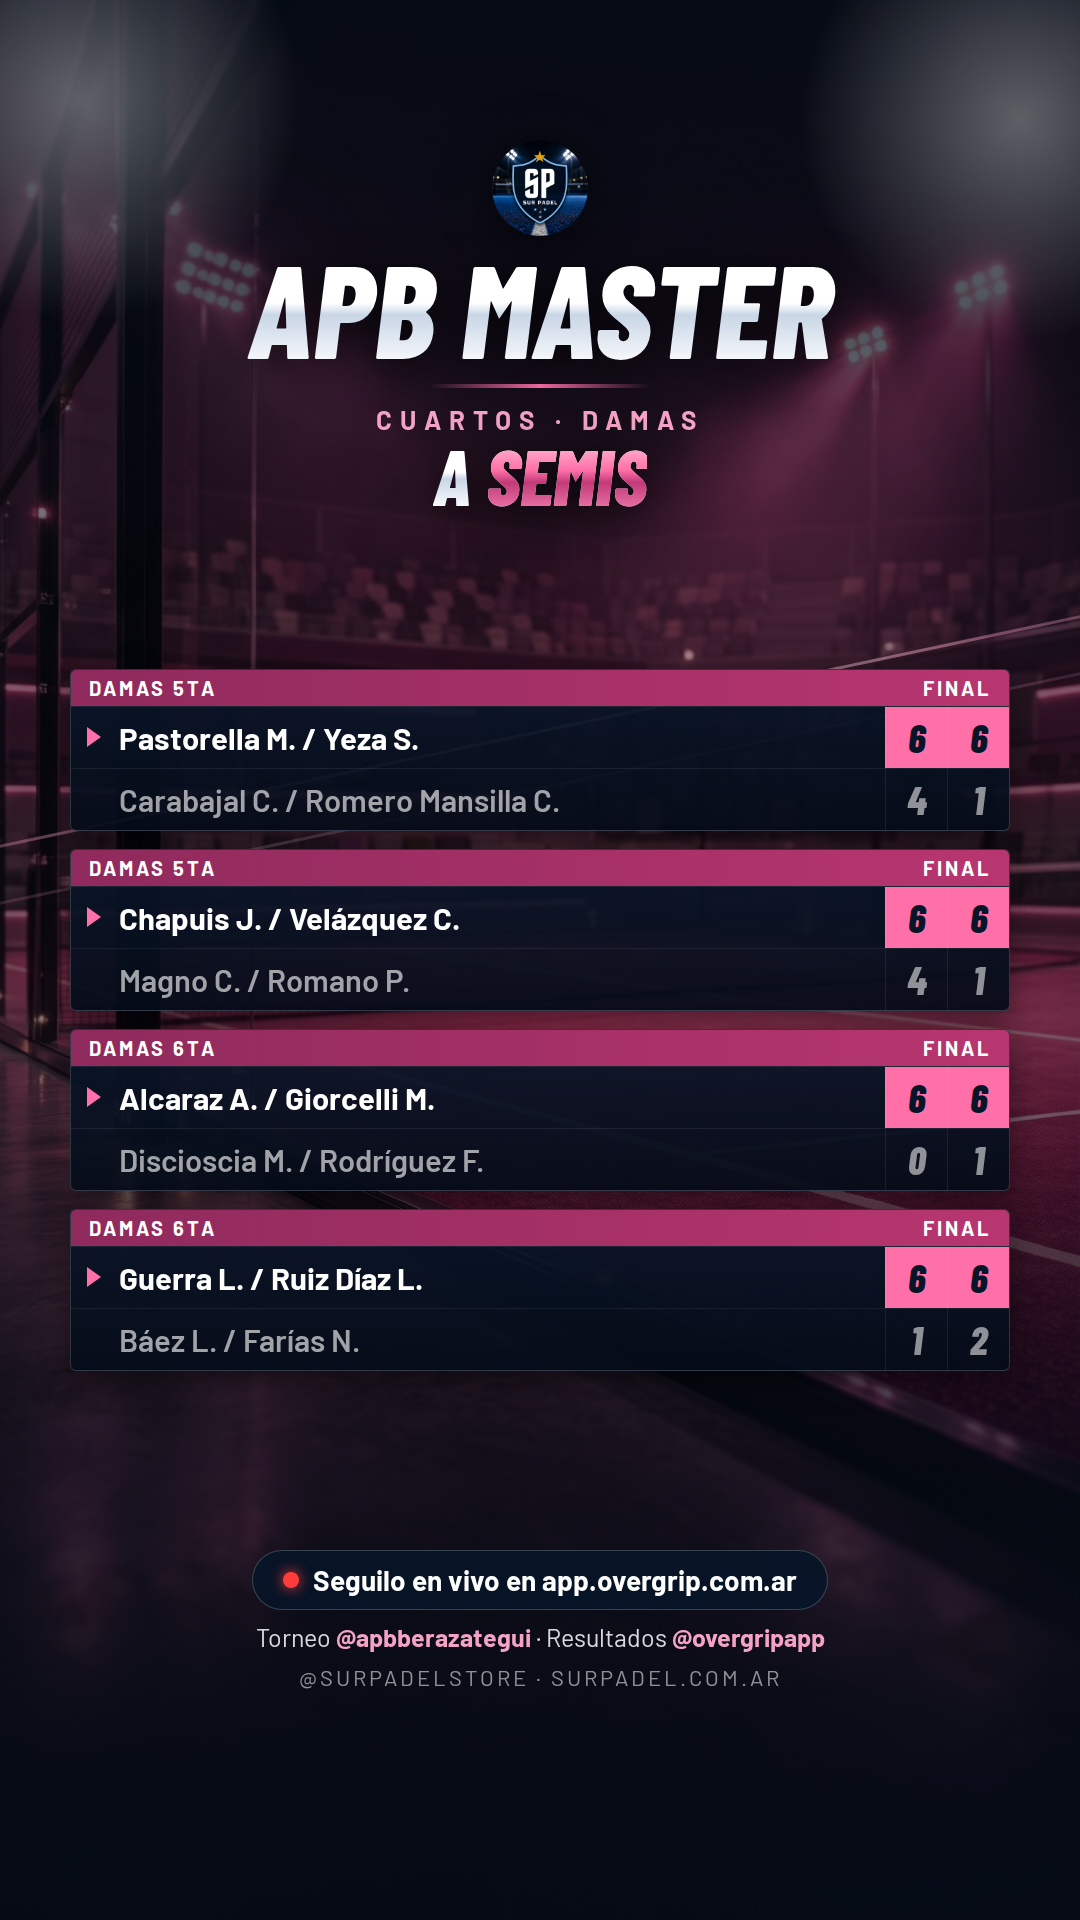 SP
SUR PADEL
APB MASTER
CUARTOS · DAMAS
A SEMIS
DAMAS 5TA FINAL
Pastorella M. / Yeza S. 6 6
Carabajal C. / Romero Mansilla C. 4 1
DAMAS 5TA FINAL
Chapuis J. / Velázquez C. 6 6
Magno C. / Romano P. 4 1
DAMAS 6TA FINAL
Alcaraz A. / Giorcelli M. 6 6
Discioscia M. / Rodríguez F. 0 1
DAMAS 6TA FINAL
Guerra L. / Ruiz Díaz L. 6 6
Báez L. / Farías N. 1 2
Seguilo en vivo en app.overgrip.com.ar
Torneo @apbberazategui · Resultados @overgripapp
@SURPADELSTORE · SURPADEL.COM.AR